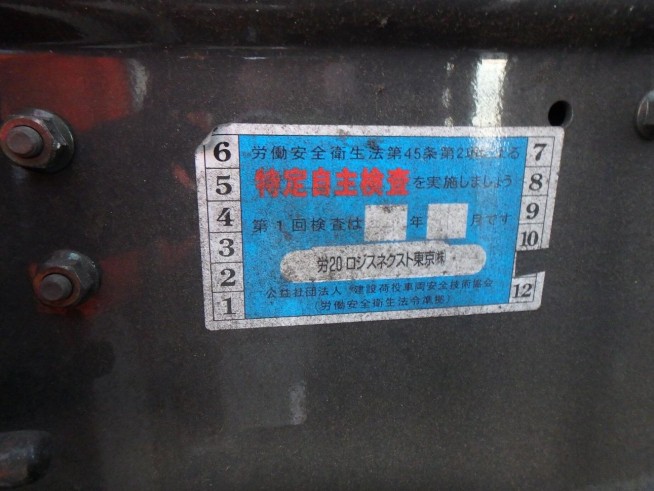 6 労働安全衛生法第45条第2項による 7
5 特定自主検査を実施しましょう 8
4 第1回検査は 年 月です 9
3 10
2 労20 ロジスネクスト東京㈱
1 公益社団法人 建設荷役車両安全技術協会 12
(労働安全衛生法令準拠)